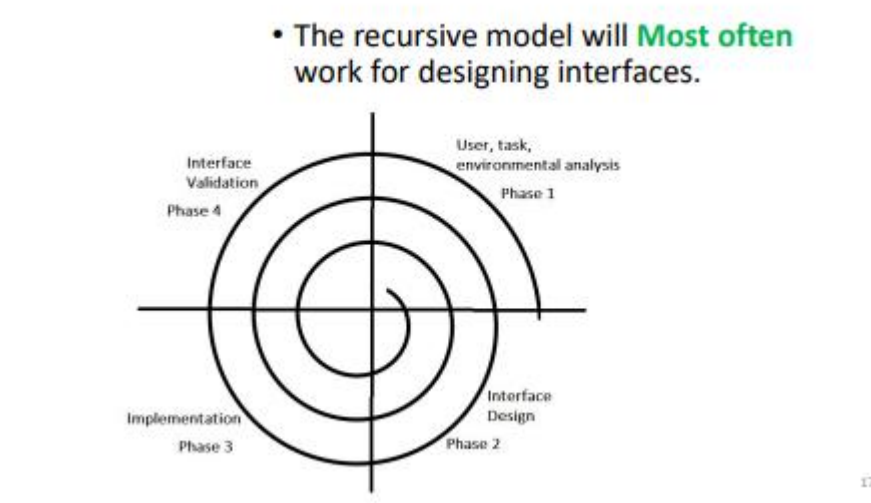 • The recursive model will Most often
work for designing interfaces.
User, task,
environmental analysis
Phase 1
Interface
Validation
Phase 4
Interface
Design
Phase 2
Implementation
Phase 3
17